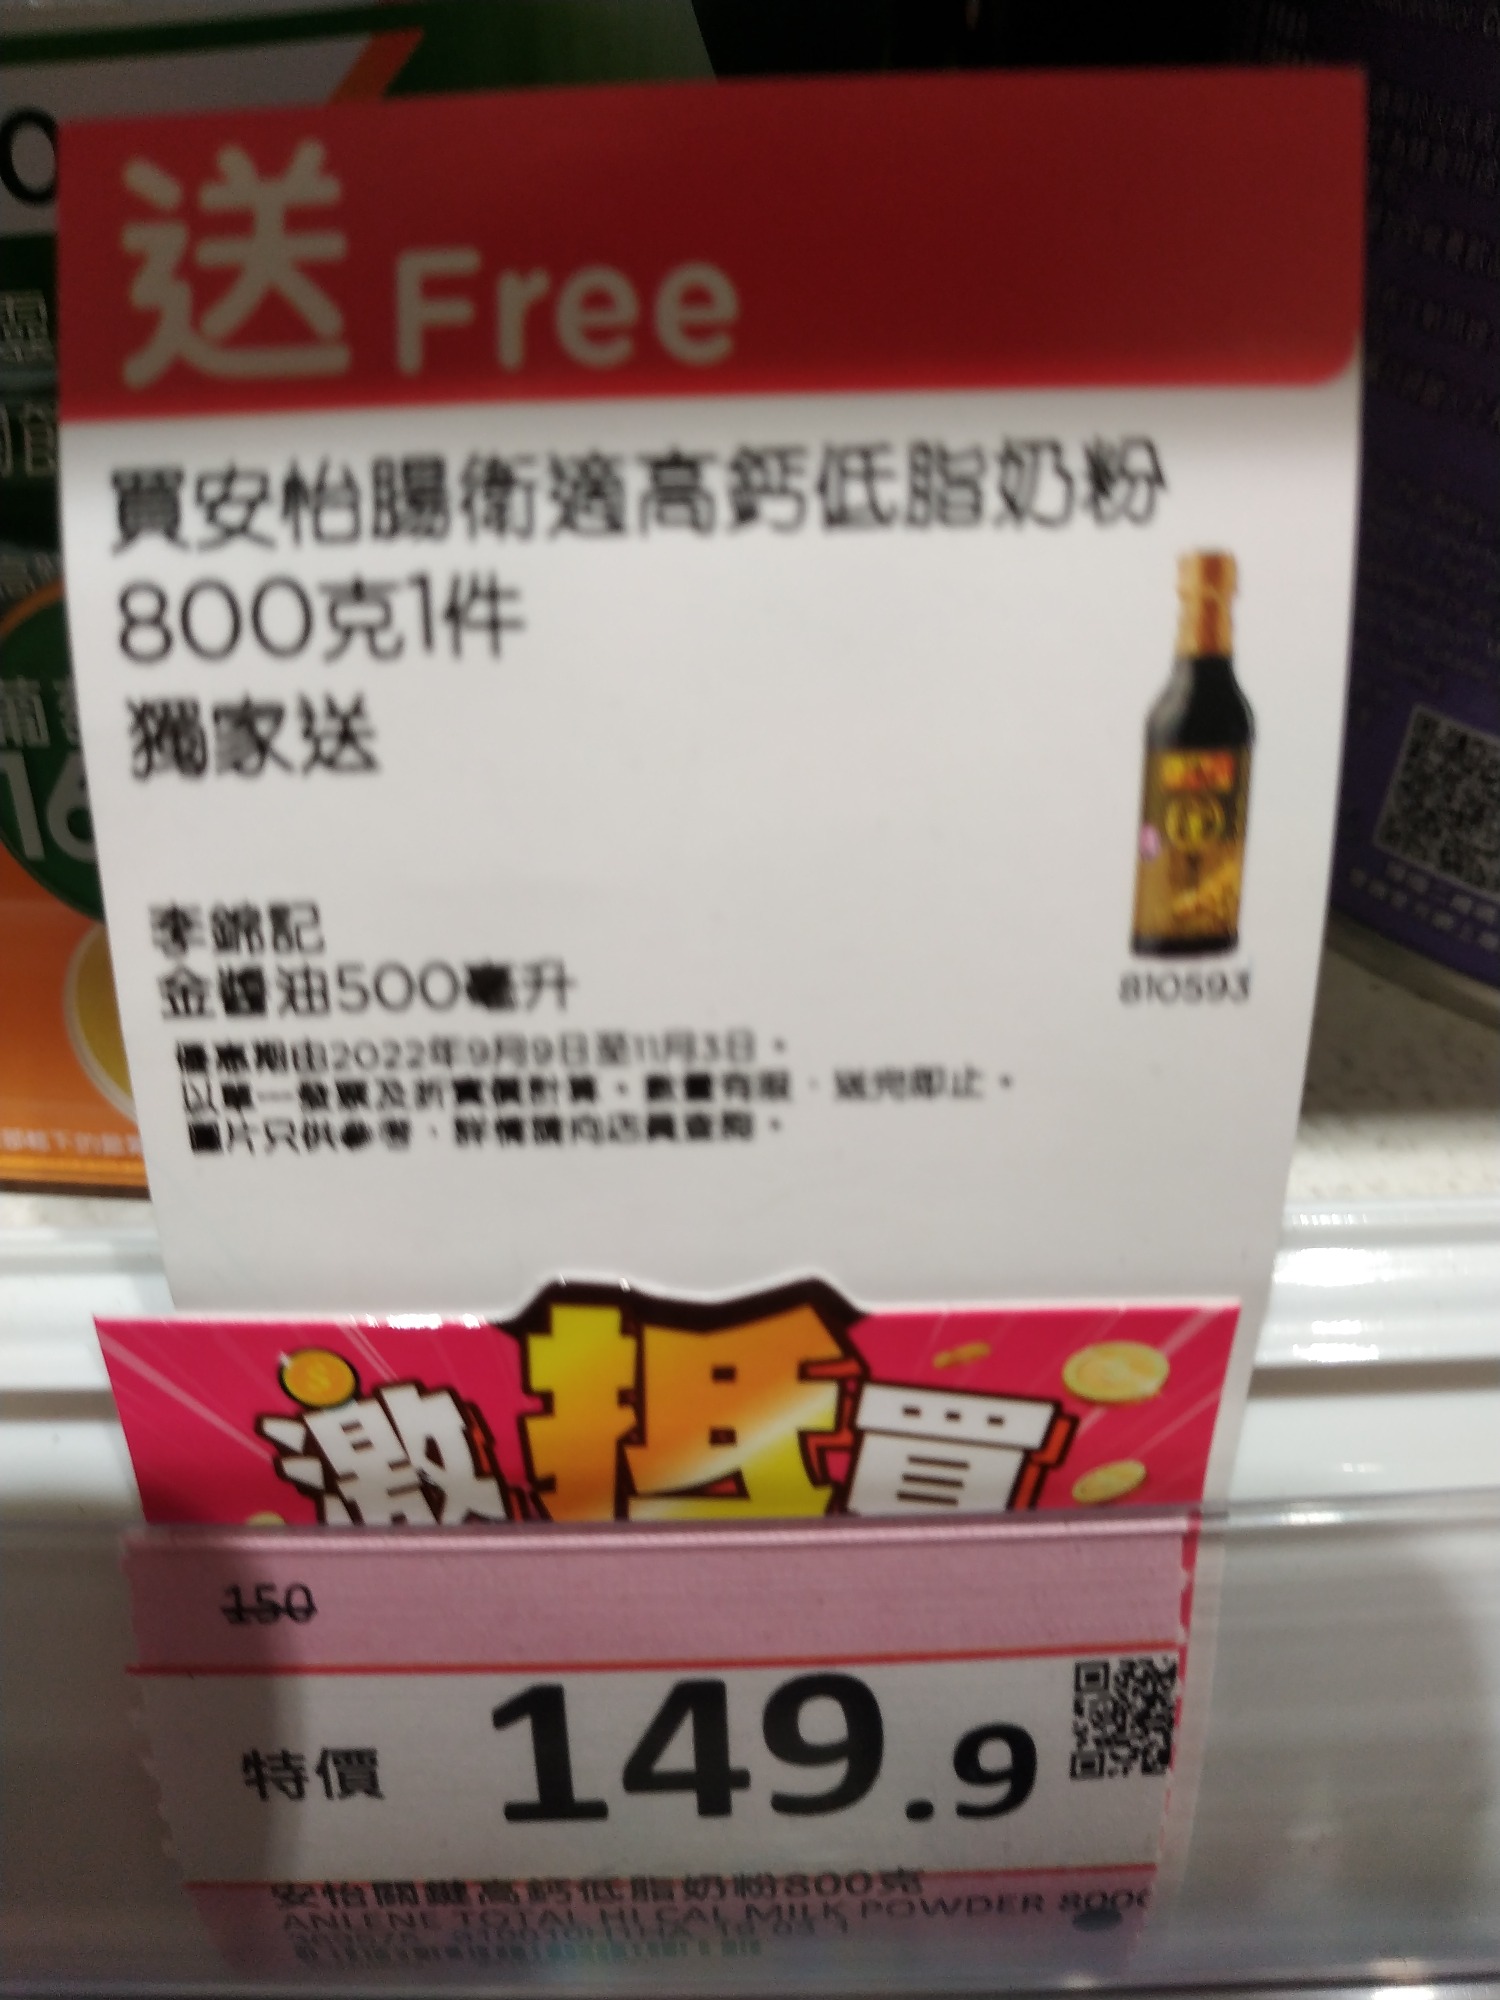 送 Free
買安怡腸衛適高鈣低脂奶粉
800克1件
獨家送
李錦記
金醬油500毫升
810593
優惠期由2022年9月9日至11月3日。
以單一發票及折實價計算。數量有限，送完即止。
圖片只供參考，詳情請向店員查詢。
激抵買
150
特價 149.9
安怡關鍵高鈣低脂奶粉800克
ANLENE TOTAL HI CAL MILK POWDER 800
16